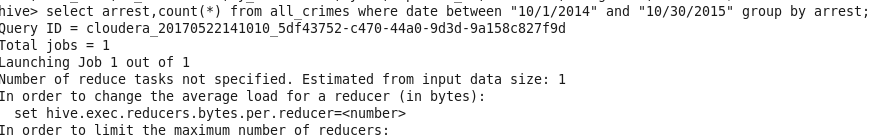 hive> select arrest,count(*) from all_crimes where date between "10/1/2014" and "10/30/2015" group by arrest;
Query ID = cloudera_20170522141010_5df43752-c470-44a0-9d3d-9a158c827f9d
Total jobs = 1
Launching Job 1 out of 1
Number of reduce tasks not specified. Estimated from input data size: 1
In order to change the average load for a reducer (in bytes):
  set hive.exec.reducers.bytes.per.reducer=<number>
In order to limit the maximum number of reducers: